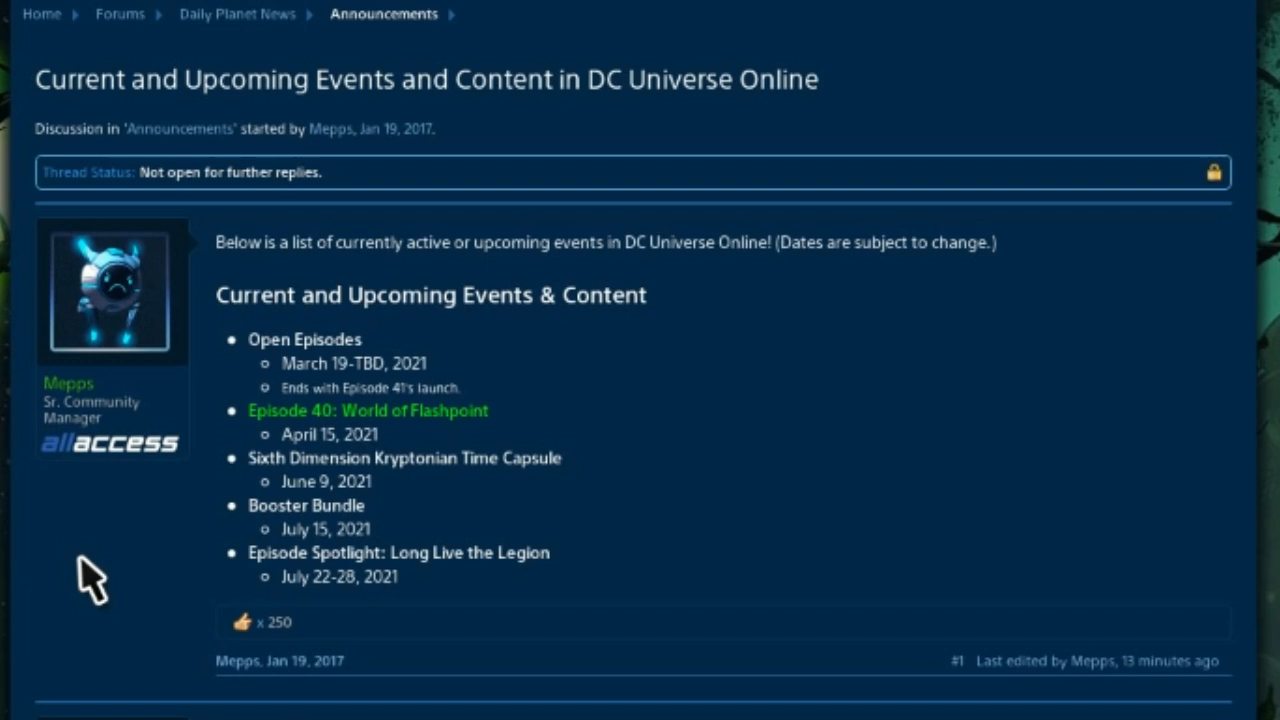 Home Forums Daily Planet News Announcements
Current and Upcoming Events and Content in DC Universe Online
Discussion in 'Announcements' started by Mepps, Jan 19, 2017.
Thread Status: Not open for further replies.
Below is a list of currently active or upcoming events in DC Universe Online! (Dates are subject to change.)
Current and Upcoming Events & Content
Open Episodes
March 19-TBD, 2021
Ends with Episode 41's launch.
Episode 40: World of Flashpoint
April 15, 2021
Sixth Dimension Kryptonian Time Capsule
June 9, 2021
Booster Bundle
July 15, 2021
Episode Spotlight: Long Live the Legion
July 22-28, 2021
Mepps
Sr. Community
Manager
allaccess
x 250
Mepps, Jan 19, 2017
#1 Last edited by Mepps, 13 minutes ago